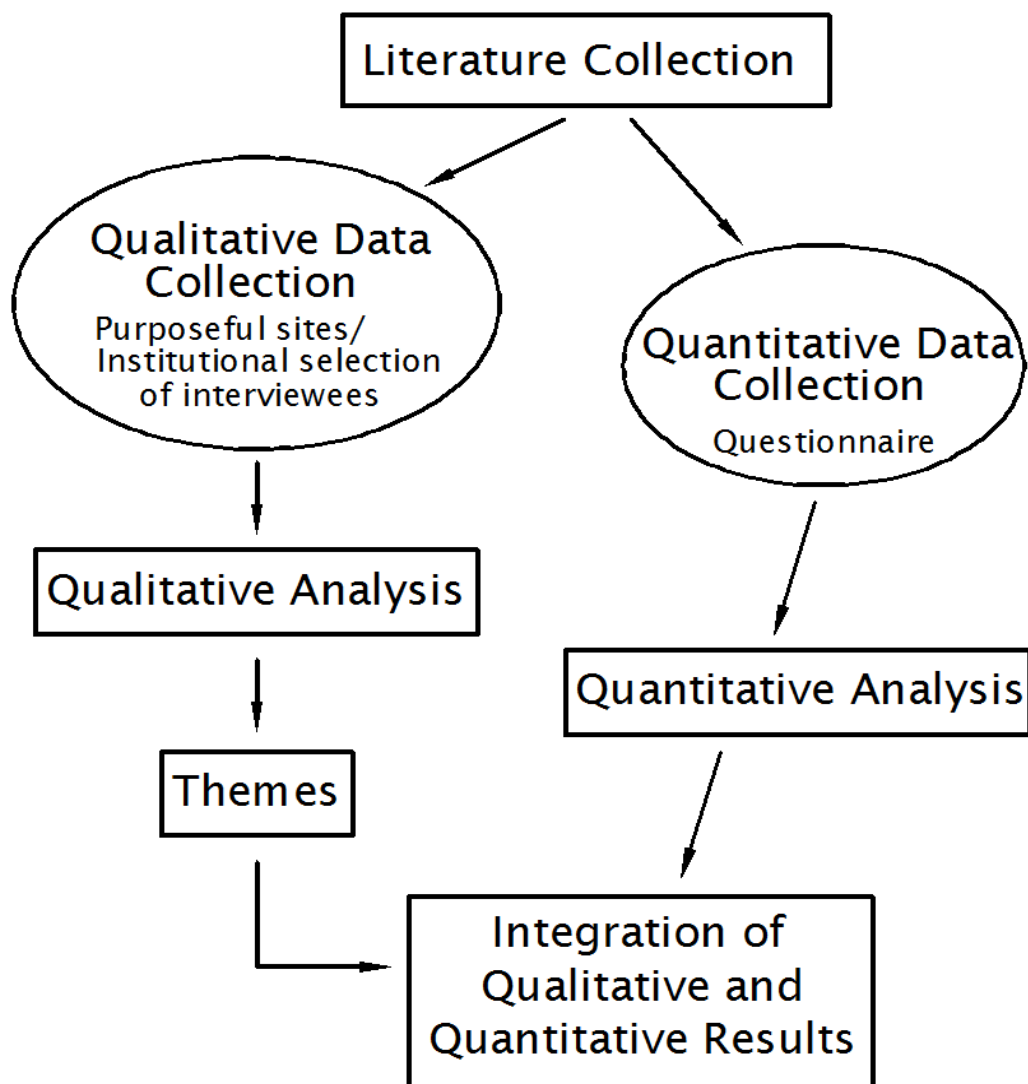 Literature Collection
Qualitative Data
Collection
Purposeful sites/
Institutional selection
of interviewees
Quantitative Data
Collection
Questionnaire
Qualitative Analysis
Quantitative Analysis
Themes
Integration of
Qualitative and
Quantitative Results